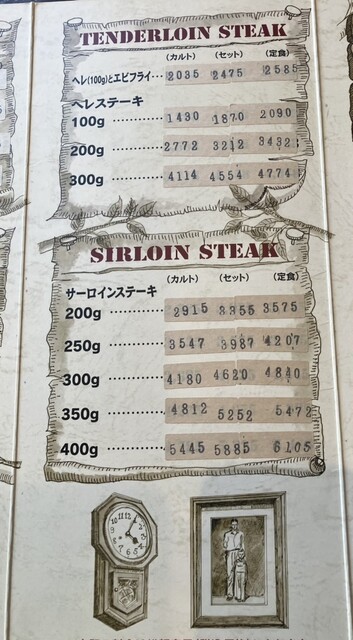 TENDERLOIN STEAK
(カルト) (セット) (定食)
ヘレ(100g)とエビフライ… 2035 2475 2585
ヘレステーキ
100g ………… 1430 1870 2090
200g ………… 2772 3212 3432
300g ………… 4114 4554 4774
SIRLOIN STEAK
(カルト) (セット) (定食)
サーロインステーキ
200g ………… 2915 3355 3575
250g ………… 3547 3987 4207
300g ………… 4180 4620 4840
350g ………… 4812 5252 5472
400g ………… 5445 5885 6105